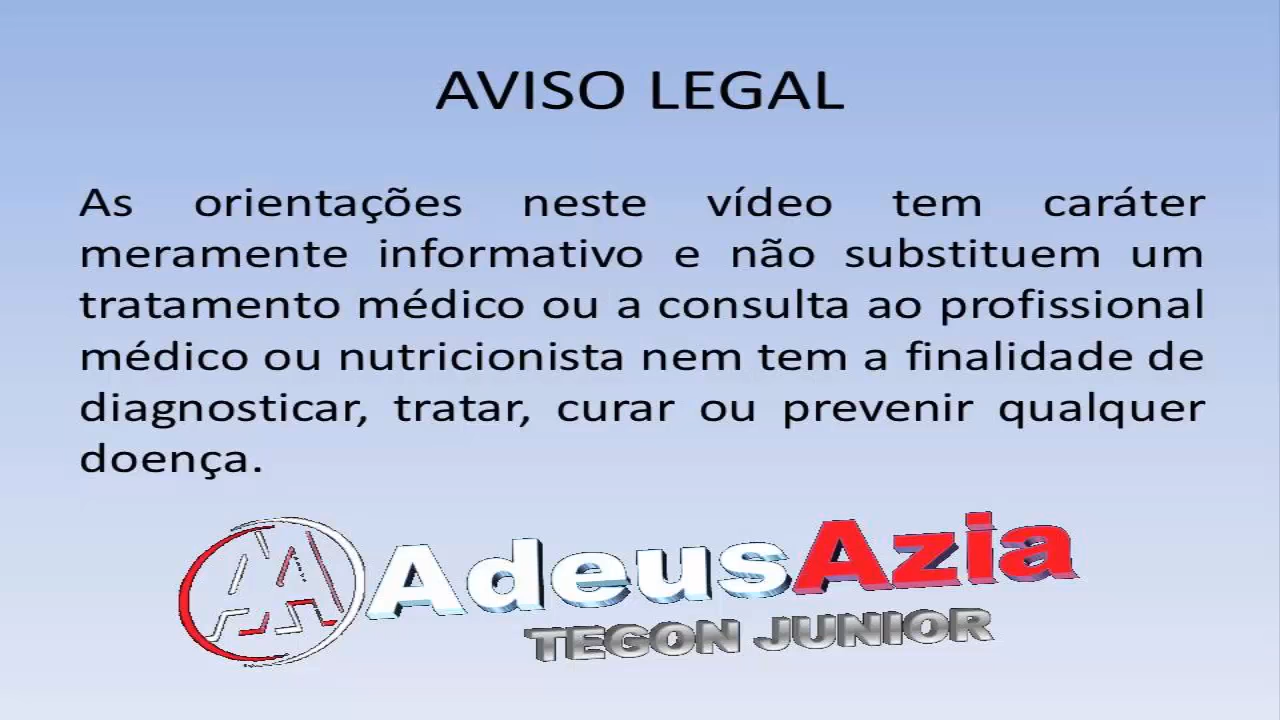 AVISO LEGAL
As orientações neste vídeo tem caráter
meramente informativo e não substituem um
tratamento médico ou a consulta ao profissional
médico ou nutricionista nem tem a finalidade de
diagnosticar, tratar, curar ou prevenir qualquer
doença.
AdeusAzia
TEGON JUNIOR